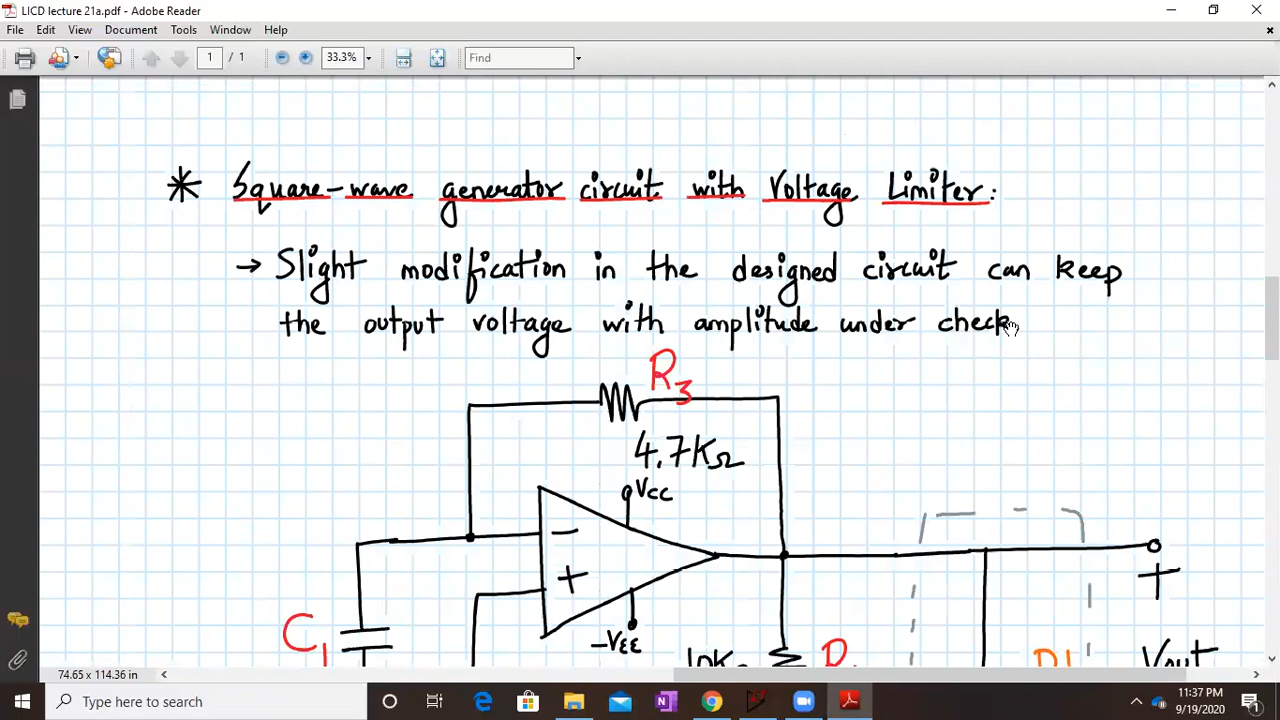 LICD lecture 21a.pdf - Adobe Reader
File Edit View Document Tools Window Help
1 / 1 33.3% Find
* Square-wave generator circuit with Voltage Limiter:
→ Slight modification in the designed circuit can keep
the output voltage with amplitude under check
R3
4.7KΩ
VCC
−
+
+
−VEE
C1
Vout
74.65 x 114.36 in
Type here to search
11:37 PM
9/19/2020